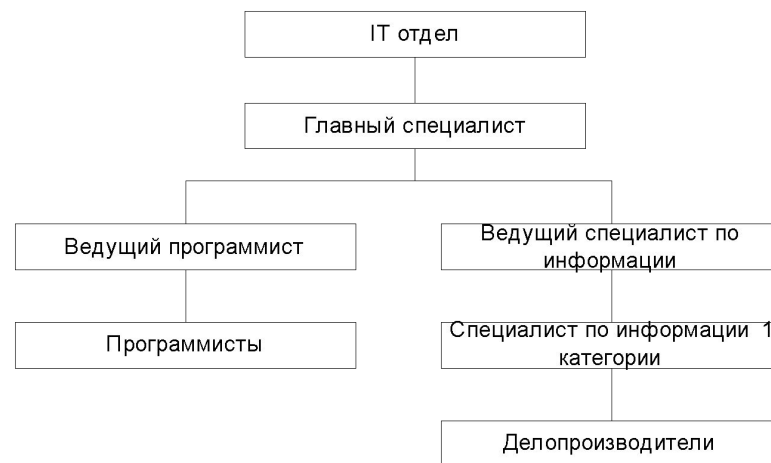 IT отдел
Главный специалист
Ведущий программист
Ведущий специалист по
информации
Программисты
Специалист по информации 1
категории
Делопроизводители